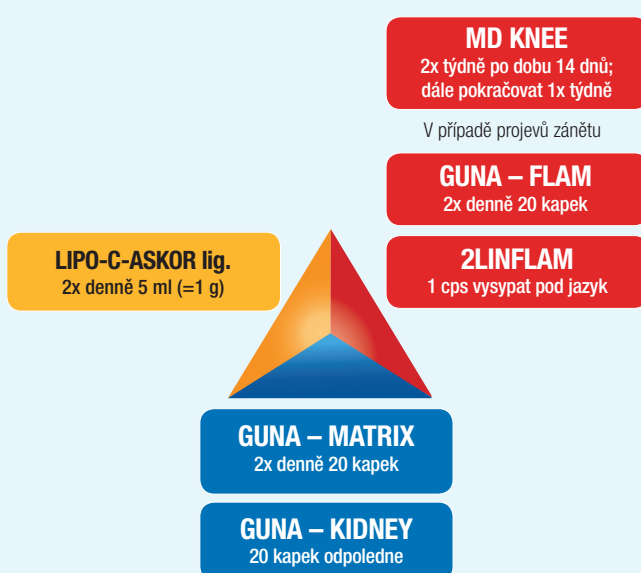 MD KNEE
2x týdně po dobu 14 dnů;
dále pokračovat 1x týdně
V případě projevů zánětu
GUNA – FLAM
2x denně 20 kapek
2LINFLAM
1 cps vysypat pod jazyk
LIPO-C-ASKOR lig.
2x denně 5 ml (=1 g)
GUNA – MATRIX
2x denně 20 kapek
GUNA – KIDNEY
20 kapek odpoledne